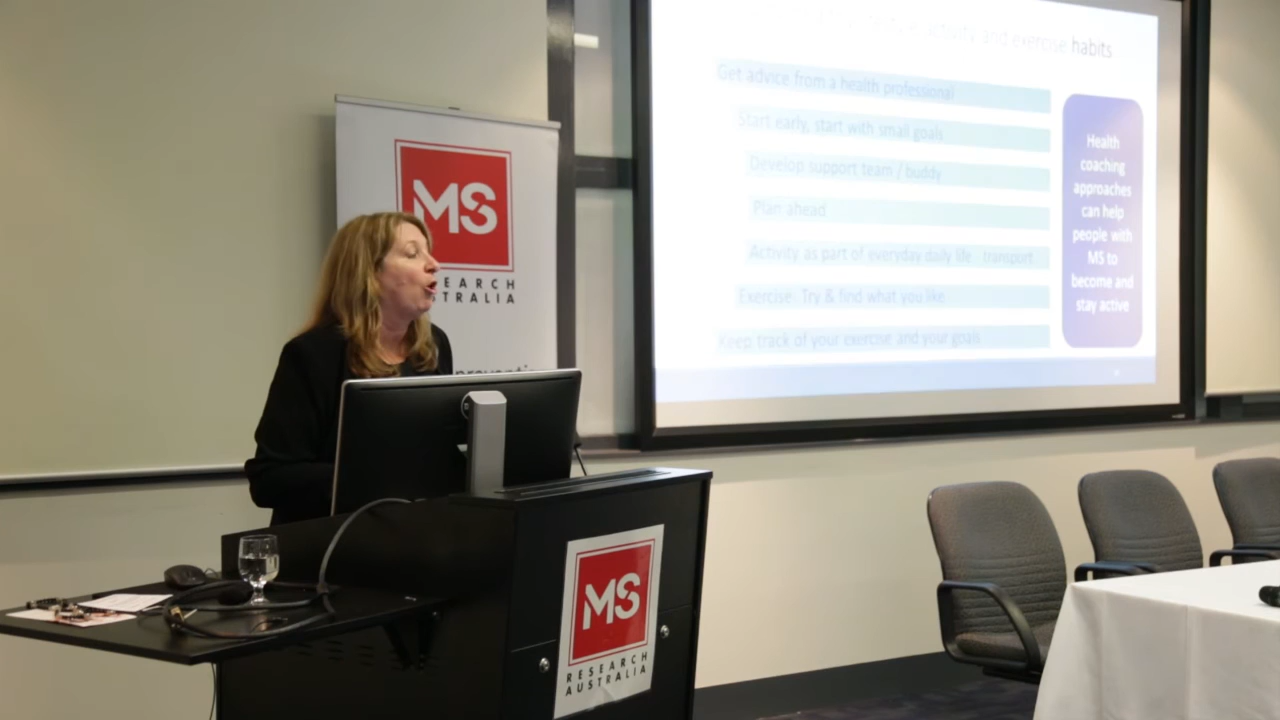 MS
EARCH
TRALIA
activity and exercise habits
Get advice from a health professional
Start early, start with small goals
Develop support team / buddy
Plan ahead
Activity as part of everyday daily life transport
Exercise: Try & find what you like
Keep track of your exercise and your goals
Health
coaching
approaches
can help
people with
MS to
become and
stay active
MS
RESEARCH
AUSTRALIA